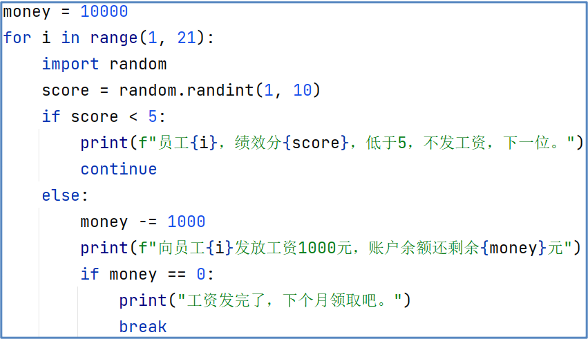 money = 10000
for i in range(1, 21):
    import random
    score = random.randint(1, 10)
    if score < 5:
        print(f"员工{i}，绩效分{score}，低于5，不发工资，下一位。")
        continue
    else:
        money -= 1000
        print(f"向员工{i}发放工资1000元，账户余额还剩余{money}元")
        if money == 0:
            print("工资发完了，下个月领取吧。")
            break